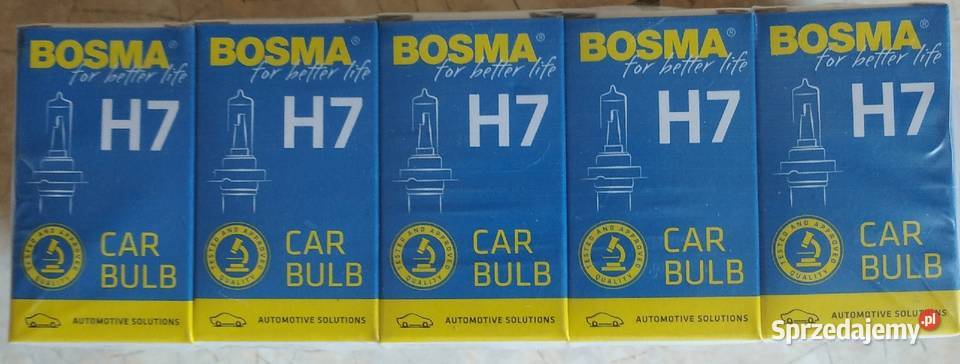 BOSMA® BOSMA® BOSMA® BOSMA® BOSMA®
for better life for better life for better life for better life for better life
H7 H7 H7 H7 H7
TESTED AND APPROVED QUALITY TESTED AND APPROVED QUALITY TESTED AND APPROVED QUALITY TESTED AND APPROVED QUALITY TESTED AND APPROVED QUALITY
CAR CAR CAR CAR CAR
BULB BULB BULB BULB BULB
AUTOMOTIVE SOLUTIONS AUTOMOTIVE SOLUTIONS AUTOMOTIVE SOLUTIONS AUTOMOTIVE SOLUTIONS AUTOMOTIVE SOLUTIONS
Sprzedajemy.pl